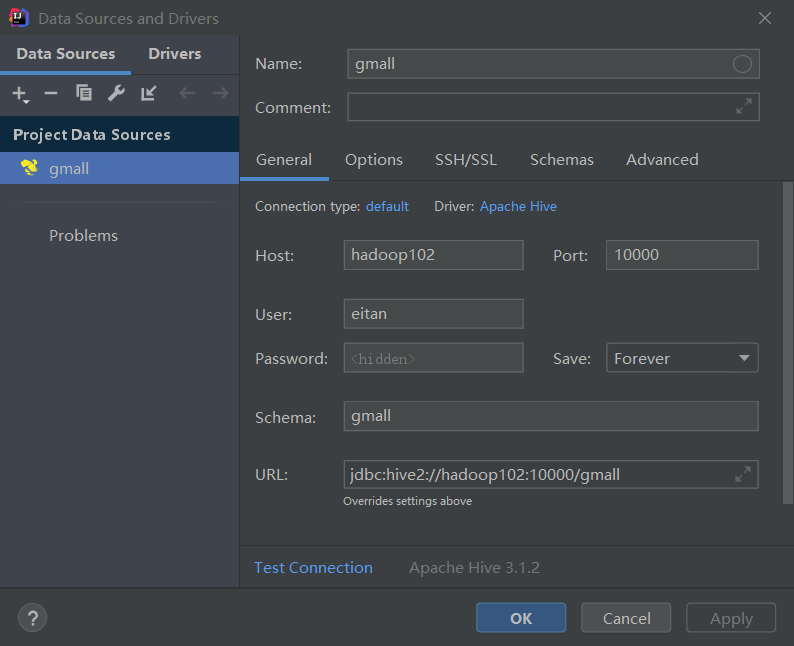 Data Sources and Drivers
Data Sources Drivers
Project Data Sources
gmall
Problems
Name: gmall
Comment:
General Options SSH/SSL Schemas Advanced
Connection type: default Driver: Apache Hive
Host: hadoop102 Port: 10000
User: eitan
Password: <hidden> Save: Forever
Schema: gmall
URL: jdbc:hive2://hadoop102:10000/gmall
Overrides settings above
Test Connection Apache Hive 3.1.2
? OK Cancel Apply